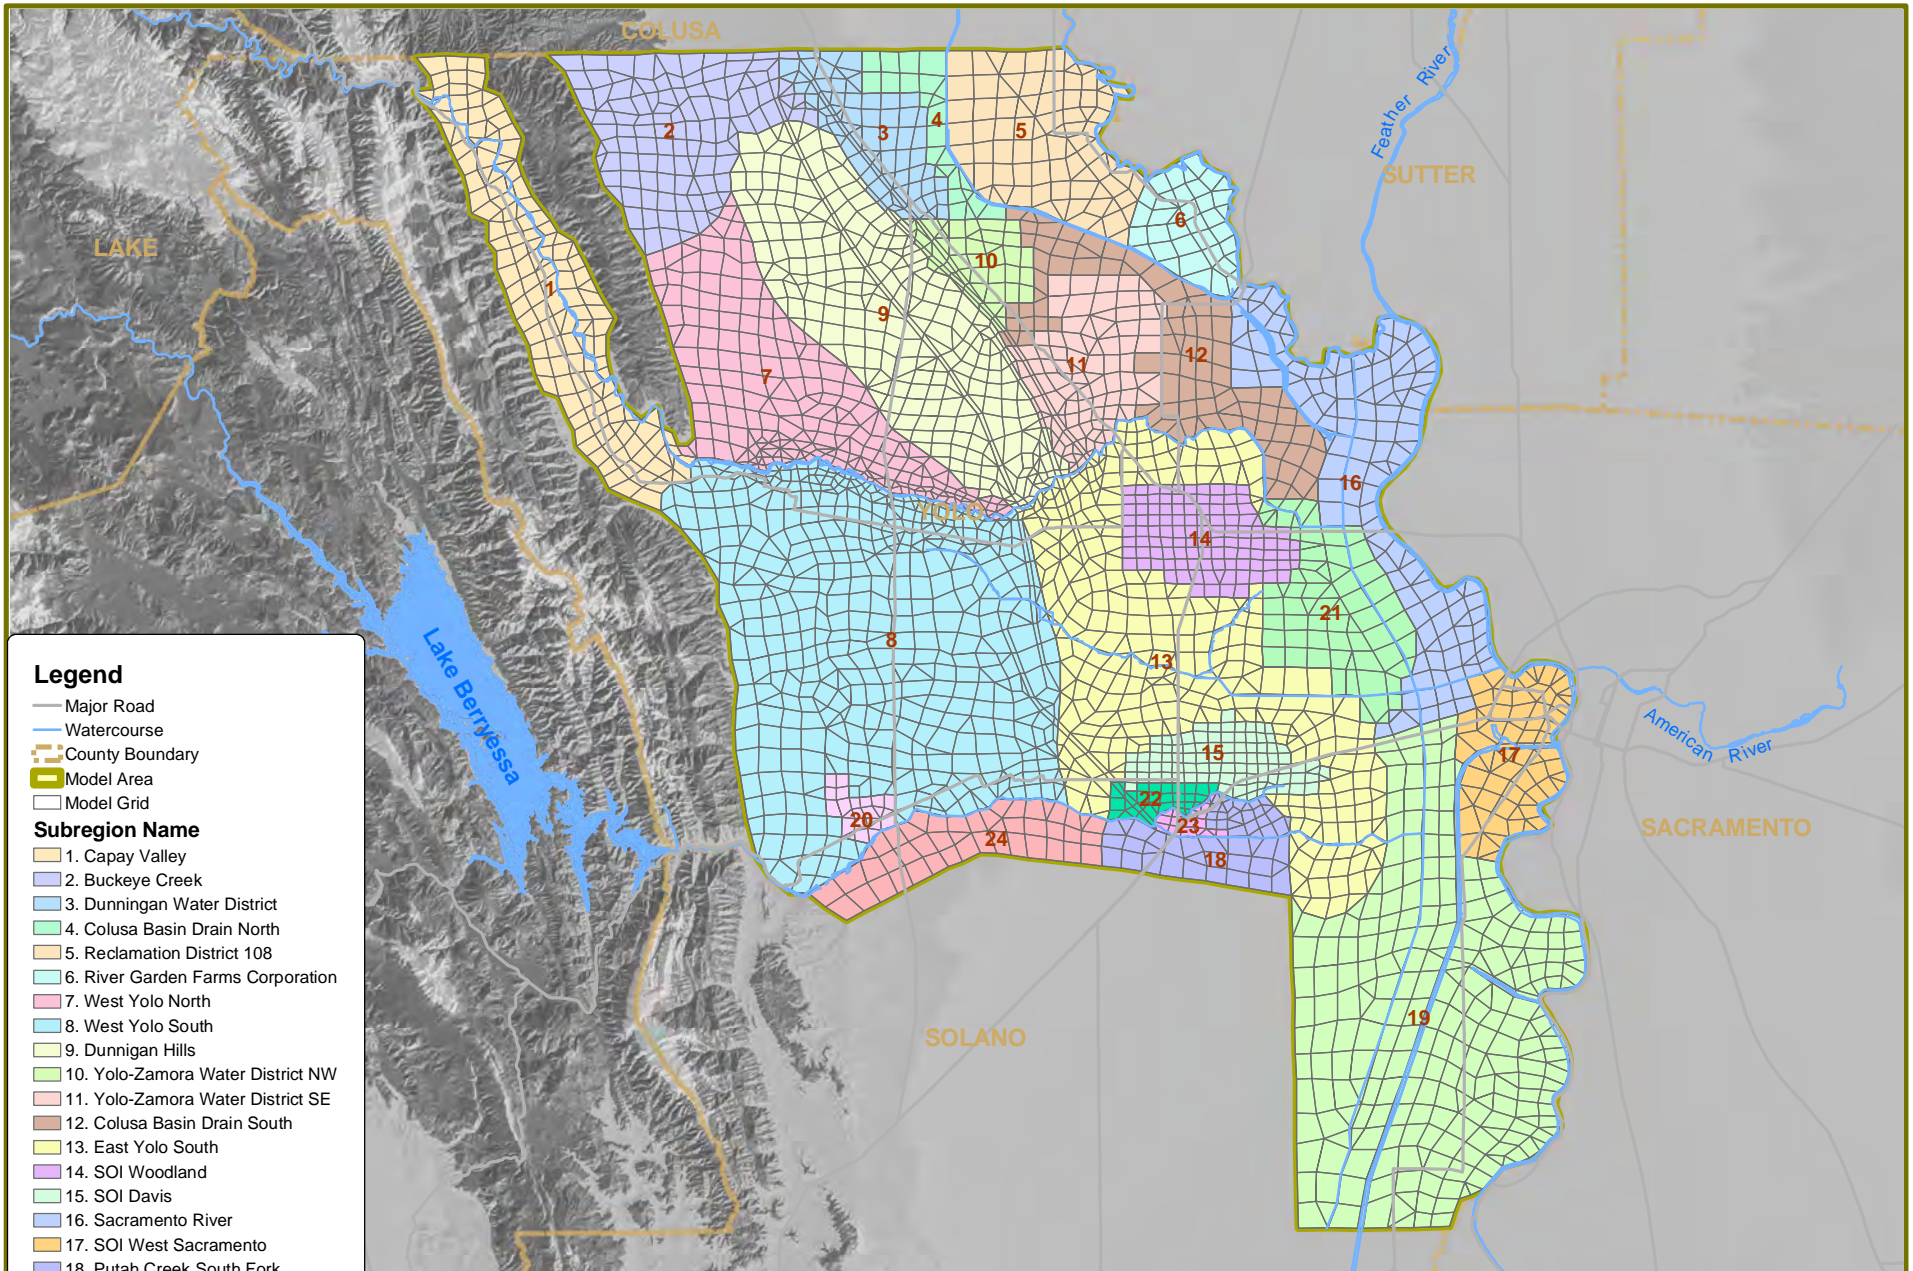 COLUSA
Feather River
SUTTER
LAKE
2
3
4
5
6
1
10
9
7
11
12
16
YOLO
14
21
8
13
15
17
22
20
23
24
18
19
Lake Berryessa
American River
SACRAMENTO
SOLANO
Legend
Major Road
Watercourse
County Boundary
Model Area
Model Grid
Subregion Name
1. Capay Valley
2. Buckeye Creek
3. Dunningan Water District
4. Colusa Basin Drain North
5. Reclamation District 108
6. River Garden Farms Corporation
7. West Yolo North
8. West Yolo South
9. Dunnigan Hills
10. Yolo-Zamora Water District NW
11. Yolo-Zamora Water District SE
12. Colusa Basin Drain South
13. East Yolo South
14. SOI Woodland
15. SOI Davis
16. Sacramento River
17. SOI West Sacramento
18. Putah Creek South Fork